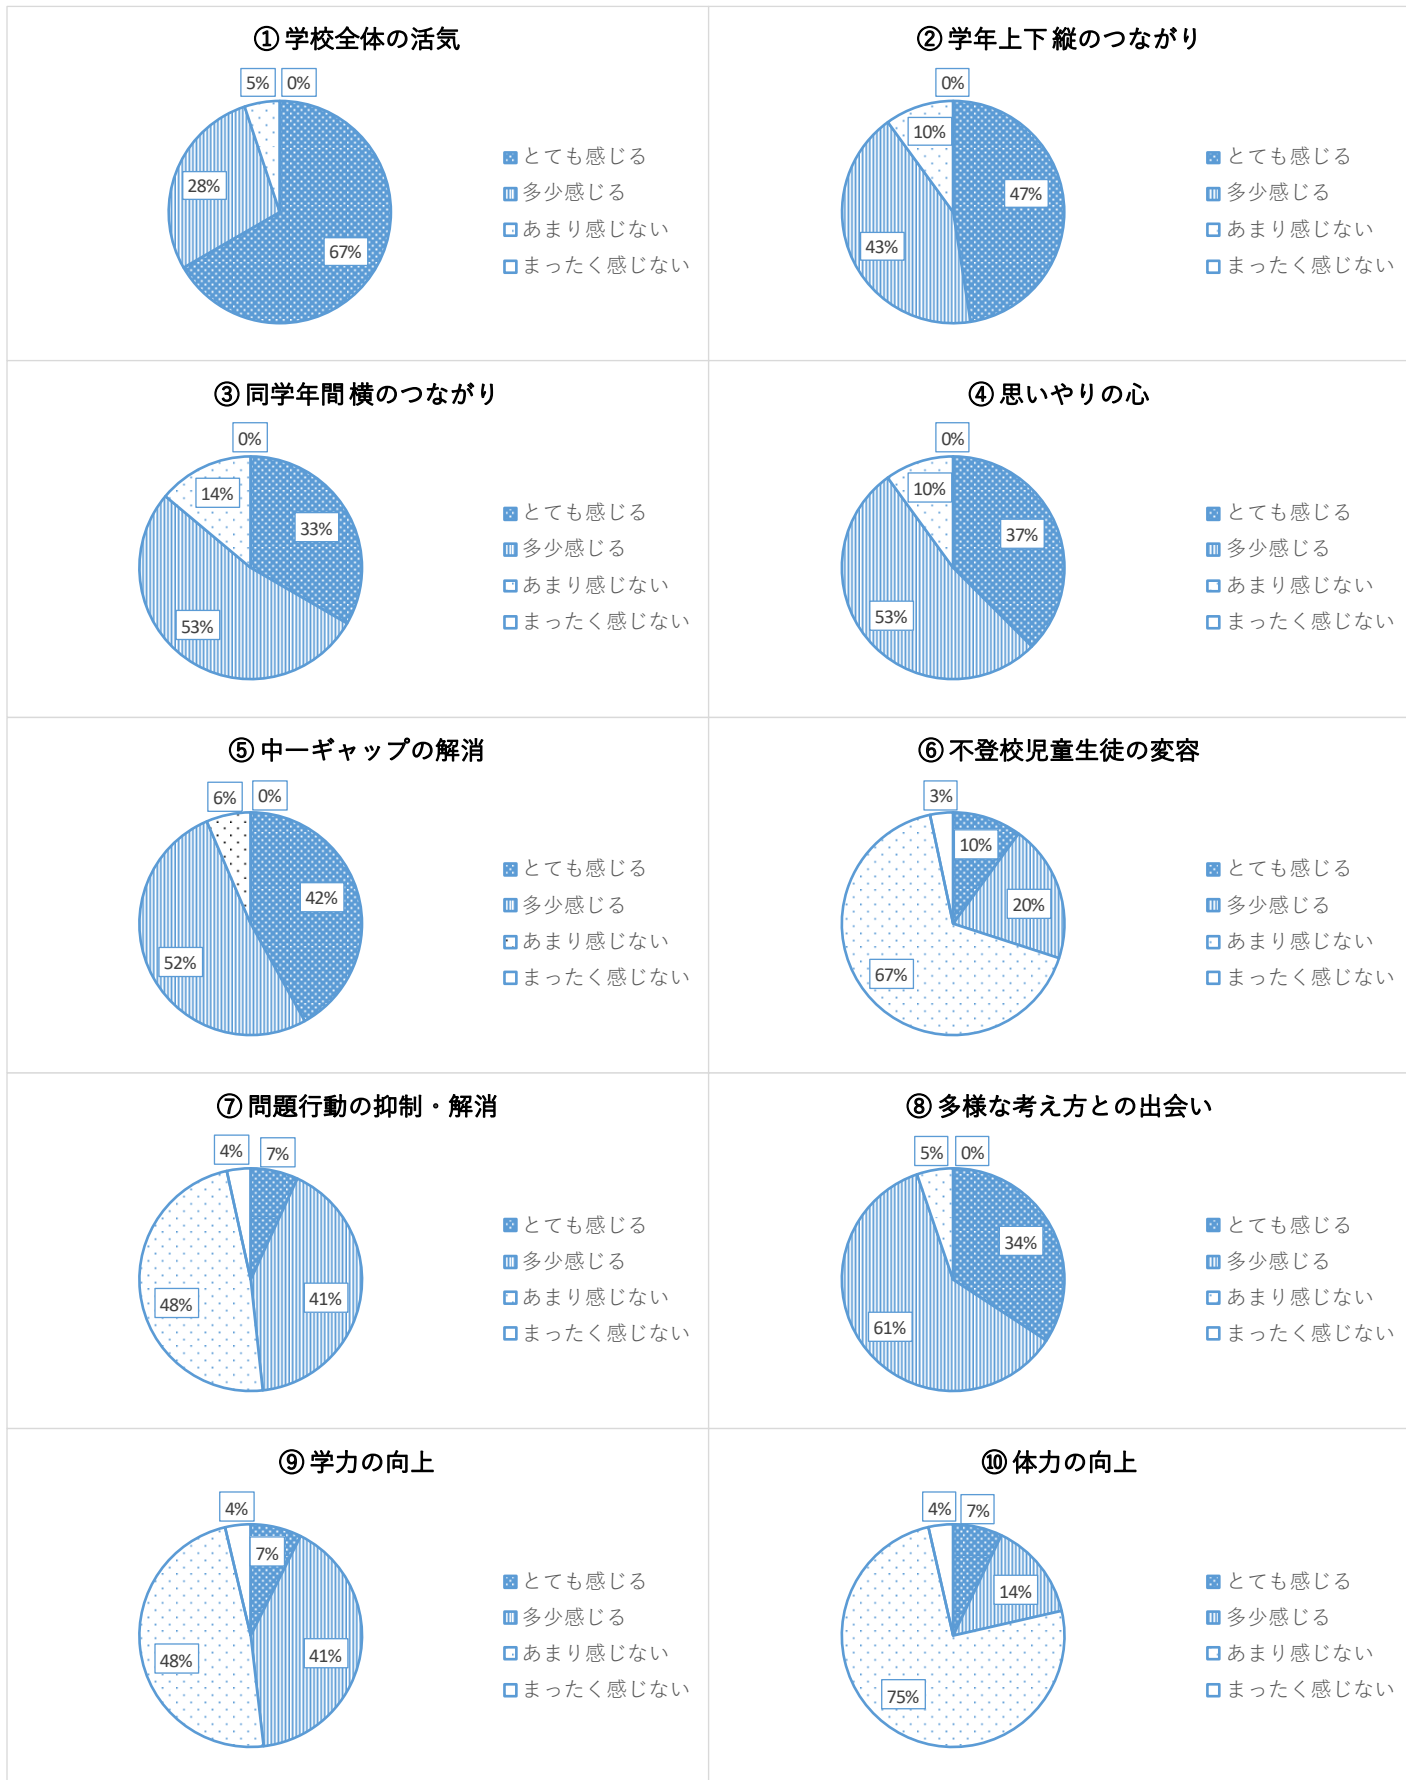 ① 学校全体の活気
5% 0%
28%
67%
とても感じる
多少感じる
あまり感じない
まったく感じない
② 学年上下 縦のつながり
0%
10%
47%
43%
とても感じる
多少感じる
あまり感じない
まったく感じない
③ 同学年間 横のつながり
0%
14%
33%
53%
とても感じる
多少感じる
あまり感じない
まったく感じない
④ 思いやりの心
0%
10%
37%
53%
とても感じる
多少感じる
あまり感じない
まったく感じない
⑤ 中一ギャップの解消
6% 0%
42%
52%
とても感じる
多少感じる
あまり感じない
まったく感じない
⑥ 不登校児童生徒の変容
3%
10%
20%
67%
とても感じる
多少感じる
あまり感じない
まったく感じない
⑦ 問題行動の抑制・解消
4% 7%
48%
41%
とても感じる
多少感じる
あまり感じない
まったく感じない
⑧ 多様な考え方との出会い
5% 0%
34%
61%
とても感じる
多少感じる
あまり感じない
まったく感じない
⑨ 学力の向上
4%
7%
48%
41%
とても感じる
多少感じる
あまり感じない
まったく感じない
⑩ 体力の向上
4% 7%
14%
75%
とても感じる
多少感じる
あまり感じない
まったく感じない